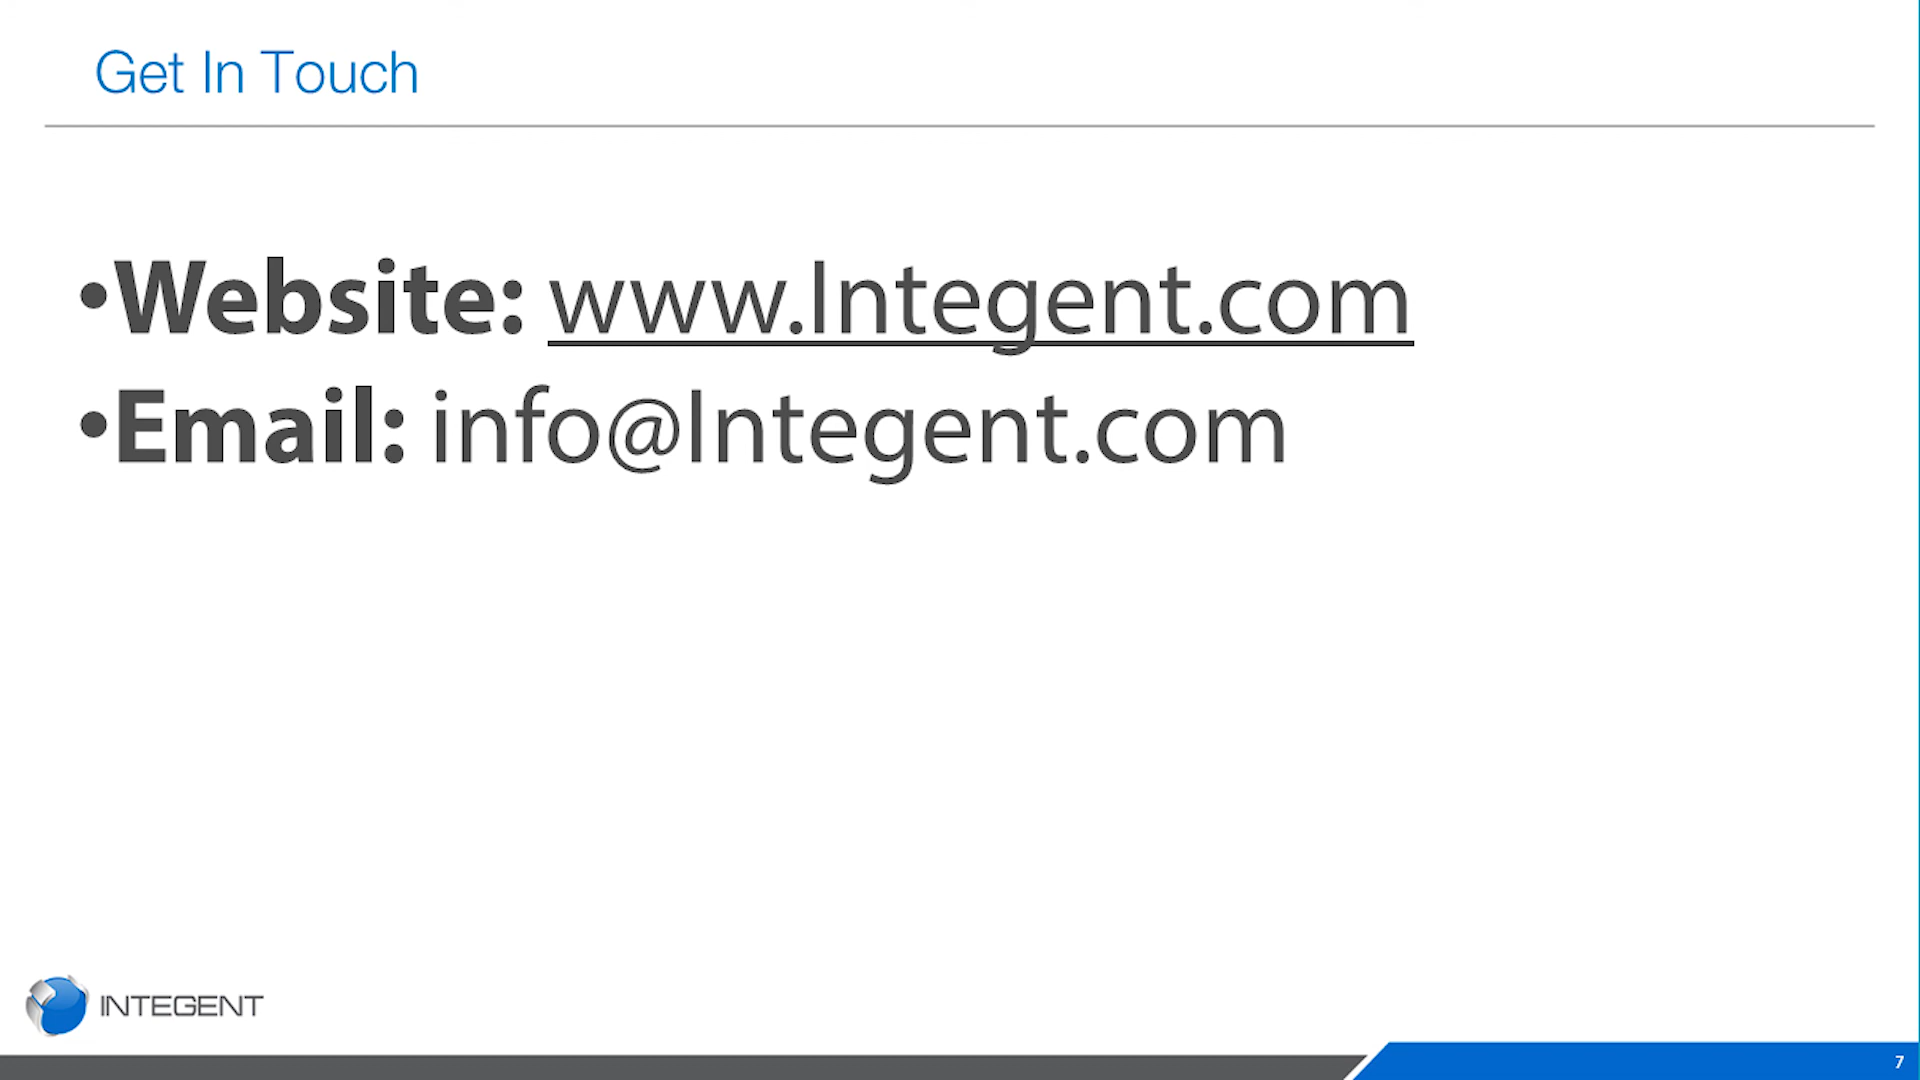 Get In Touch
•Website: www.Integent.com
•Email: info@Integent.com
INTEGENT
7